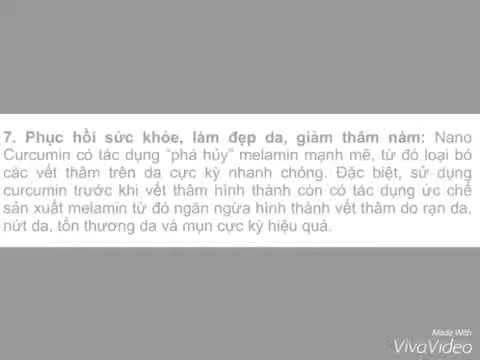 7. Phục hồi sức khỏe, làm đẹp da, giảm thâm nám: Nano
Curcumin có tác dụng “phá hủy” melamin mạnh mẽ, từ đó loại bỏ
các vết thâm trên da cực kỳ nhanh chóng. Đặc biệt, sử dụng
curcumin trước khi vết thâm hình thành còn có tác dụng ức chế
sản xuất melamin từ đó ngăn ngừa hình thành vết thâm do rạn da,
nứt da, tổn thương da và mụn cực kỳ hiệu quả.
Made With
VivaVideo